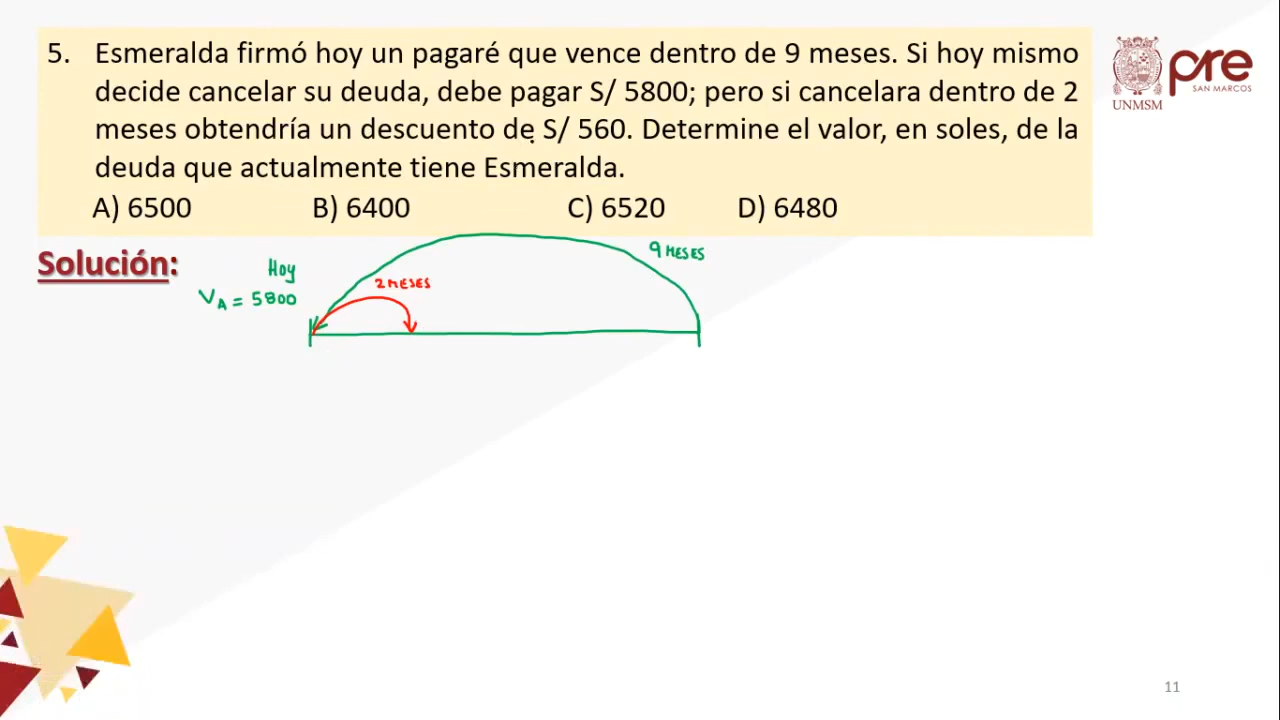 5. Esmeralda firmó hoy un pagaré que vence dentro de 9 meses. Si hoy mismo
decide cancelar su deuda, debe pagar S/ 5800; pero si cancelara dentro de 2
meses obtendría un descuento de S/ 560. Determine el valor, en soles, de la
deuda que actualmente tiene Esmeralda.
A) 6500 B) 6400 C) 6520 D) 6480
UNMSM
pre
SAN MARCOS
Solución:
Hoy
VA = 5800
2 MESES
9 MESES
11